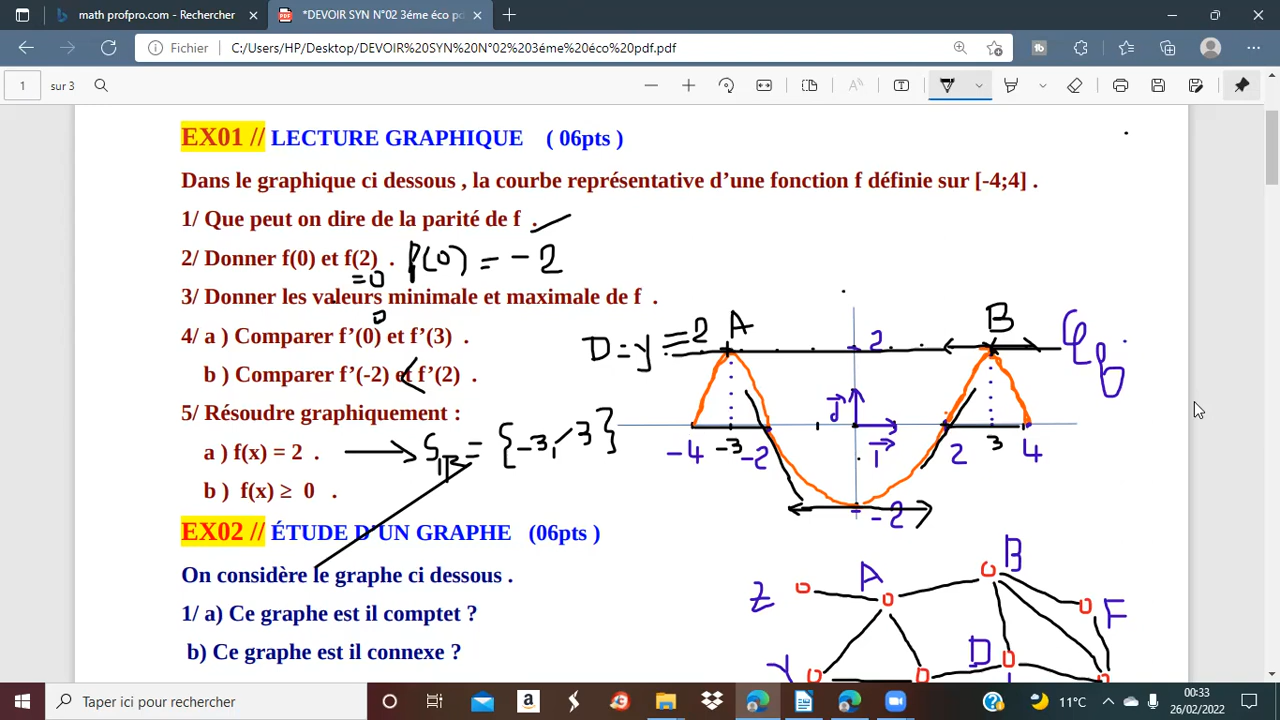 math profpro.com - Rechercher
*DEVOIR SYN N°02 3éme éco pd
Fichier C:/Users/HP/Desktop/DEVOIR%20SYN%20N°02%203éme%20éco%20pdf.pdf
1 sur 3
EX01 // LECTURE GRAPHIQUE ( 06pts )
Dans le graphique ci dessous , la courbe représentative d’une fonction f définie sur [-4;4] .
1/ Que peut on dire de la parité de f .
2/ Donner f(0) et f(2) . f(0) = -2
=0
3/ Donner les valeurs minimale et maximale de f .
0
4/ a ) Comparer f’(0) et f’(3) .
b ) Comparer f’(-2) et f’(2) .
<
5/ Résoudre graphiquement :
a ) f(x) = 2 . → S_IR = {-3, 3}
b ) f(x) ≥ 0 .
D=y=2 A 2 B
-4 -3 -2 2 3 4
-2
EX02 // ÉTUDE D’UN GRAPHE (06pts )
On considère le graphe ci dessous .
1/ a) Ce graphe est il comptet ?
b) Ce graphe est il connexe ?
Z A B F
D
Y
Taper ici pour rechercher
11°C
00:33
26/02/2022